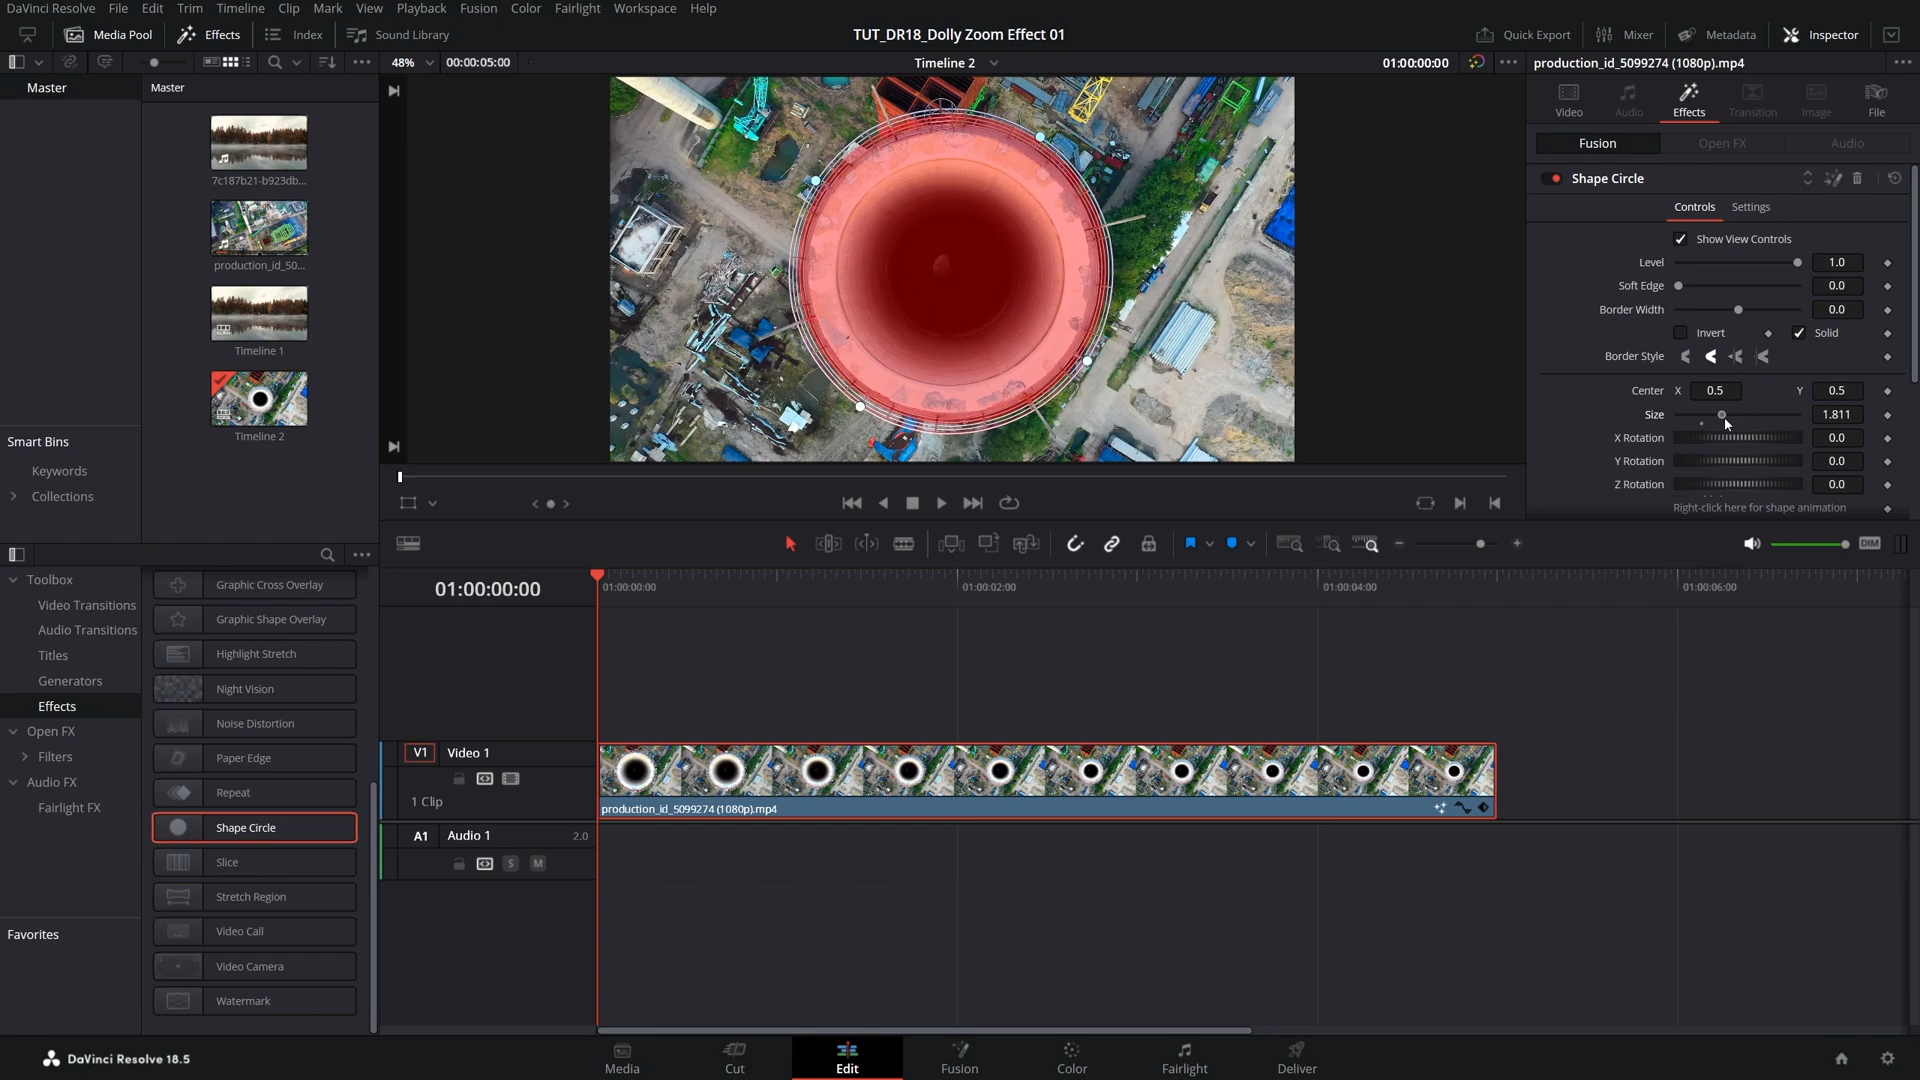 DaVinci Resolve File Edit Trim Timeline Clip Mark View Playback Fusion Color Fairlight Workspace Help
Media Pool Effects Index Sound Library TUT_DR18_Dolly Zoom Effect 01 Quick Export Mixer Metadata Inspector
48% 00:00:05:00 Timeline 2 01:00:00:00 production_id_5099274 (1080p).mp4
Master
Master
7c187b21-b923db...
production_id_50...
Timeline 1
Timeline 2
Smart Bins
Keywords
Collections
Video Audio Effects Transition Image File
Fusion Open FX Audio
Shape Circle
Controls Settings
Show View Controls
Level 1.0
Soft Edge 0.0
Border Width 0.0
Invert Solid
Border Style
Center X 0.5 Y 0.5
Size 1.811
X Rotation 0.0
Y Rotation 0.0
Z Rotation 0.0
Right-click here for shape animation
DIM
Toolbox
Video Transitions
Audio Transitions
Titles
Generators
Effects
Open FX
Filters
Audio FX
Fairlight FX
Favorites
Graphic Cross Overlay
Graphic Shape Overlay
Highlight Stretch
Night Vision
Noise Distortion
Paper Edge
Repeat
Shape Circle
Slice
Stretch Region
Video Call
Video Camera
Watermark
01:00:00:00
01:00:00:00 01:00:02:00 01:00:04:00 01:00:06:00
V1 Video 1
1 Clip
production_id_5099274 (1080p).mp4
A1 Audio 1 2.0
S M
DaVinci Resolve 18.5
Media Cut Edit Fusion Color Fairlight Deliver